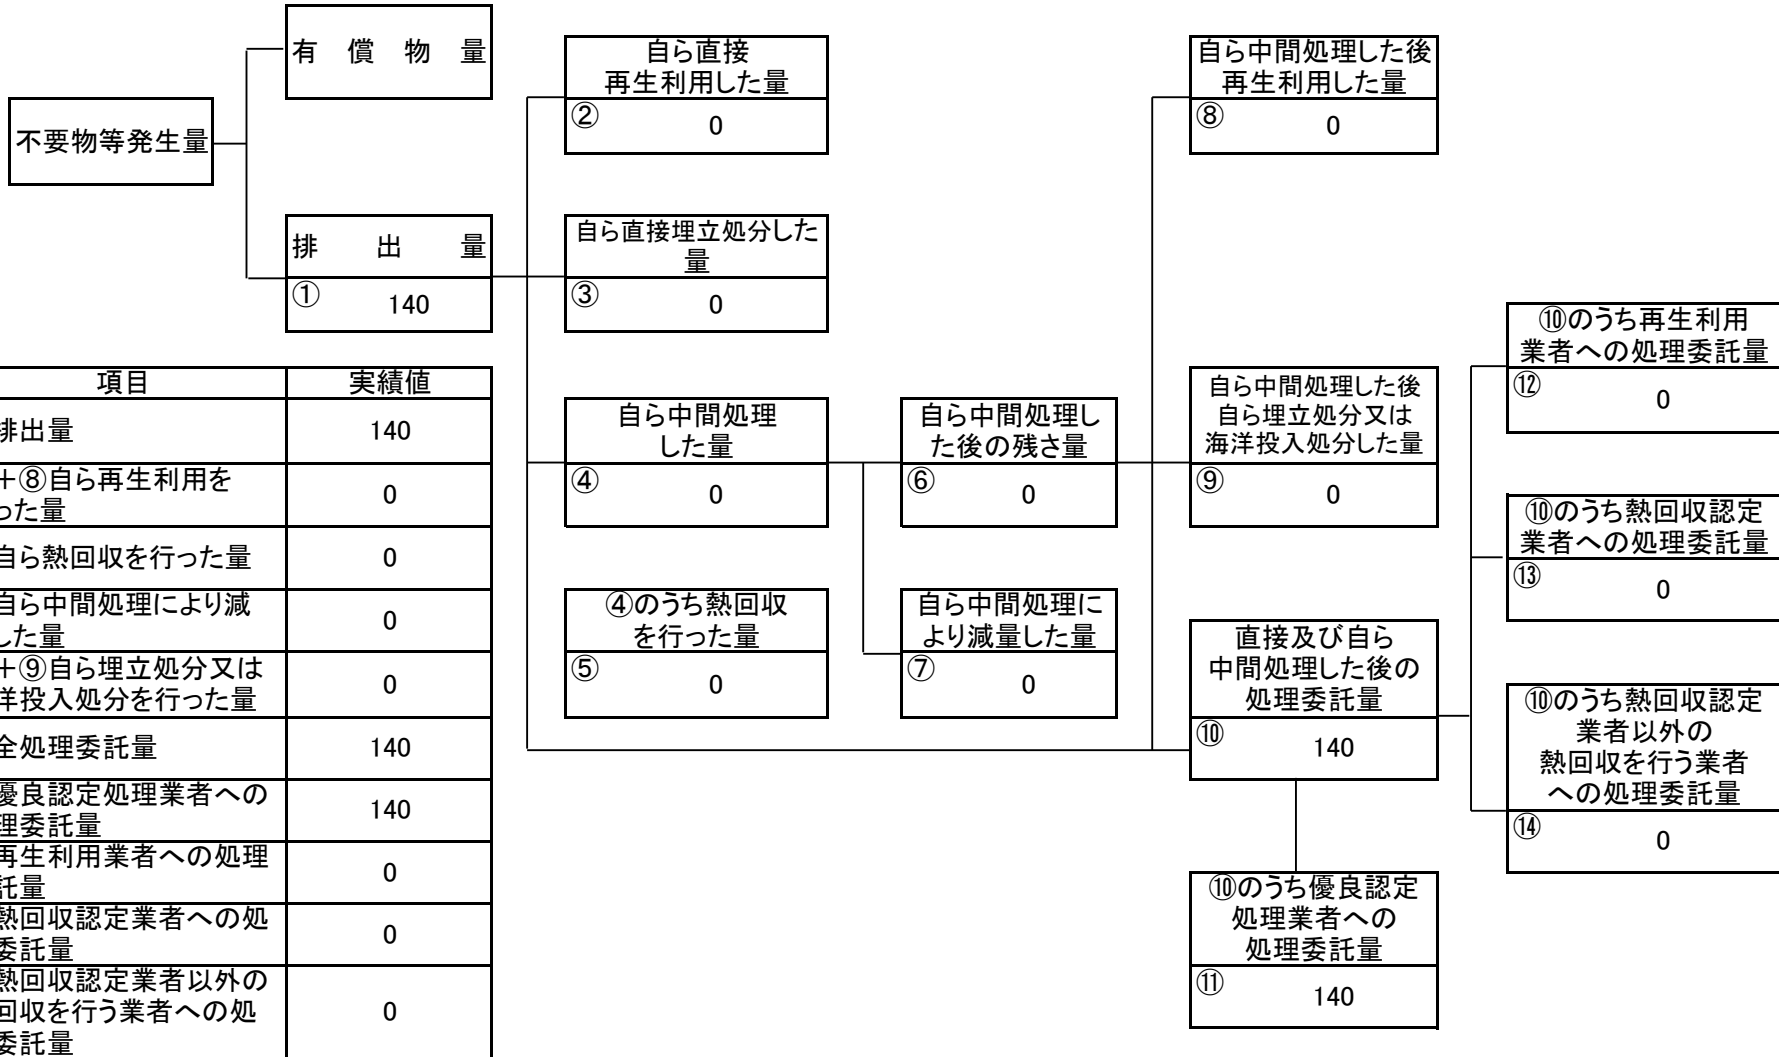 有償物量
不要物等発生量
排出量
① 140
自ら直接
再生利用した量
② 0
自ら直接埋立処分した
量
③ 0
自ら中間処理
した量
④ 0
④のうち熱回収
を行った量
⑤ 0
自ら中間処理し
た後の残さ量
⑥ 0
自ら中間処理に
より減量した量
⑦ 0
自ら中間処理した後
再生利用した量
⑧ 0
自ら中間処理した後
自ら埋立処分又は
海洋投入処分した量
⑨ 0
直接及び自ら
中間処理した後の
処理委託量
⑩ 140
⑩のうち優良認定
処理業者への
処理委託量
⑪ 140
⑩のうち再生利用
業者への処理委託量
⑫ 0
⑩のうち熱回収認定
業者への処理委託量
⑬ 0
⑩のうち熱回収認定
業者以外の
熱回収を行う業者
への処理委託量
⑭ 0
項目 実績値
排出量 140
+⑧自ら再生利用を
った量 0
自ら熱回収を行った量 0
自ら中間処理により減
した量 0
+⑨自ら埋立処分又は
洋投入処分を行った量 0
全処理委託量 140
優良認定処理業者への
理委託量 140
再生利用業者への処理
託量 0
熱回収認定業者への処
委託量 0
熱回収認定業者以外の
回収を行う業者への処
委託量 0